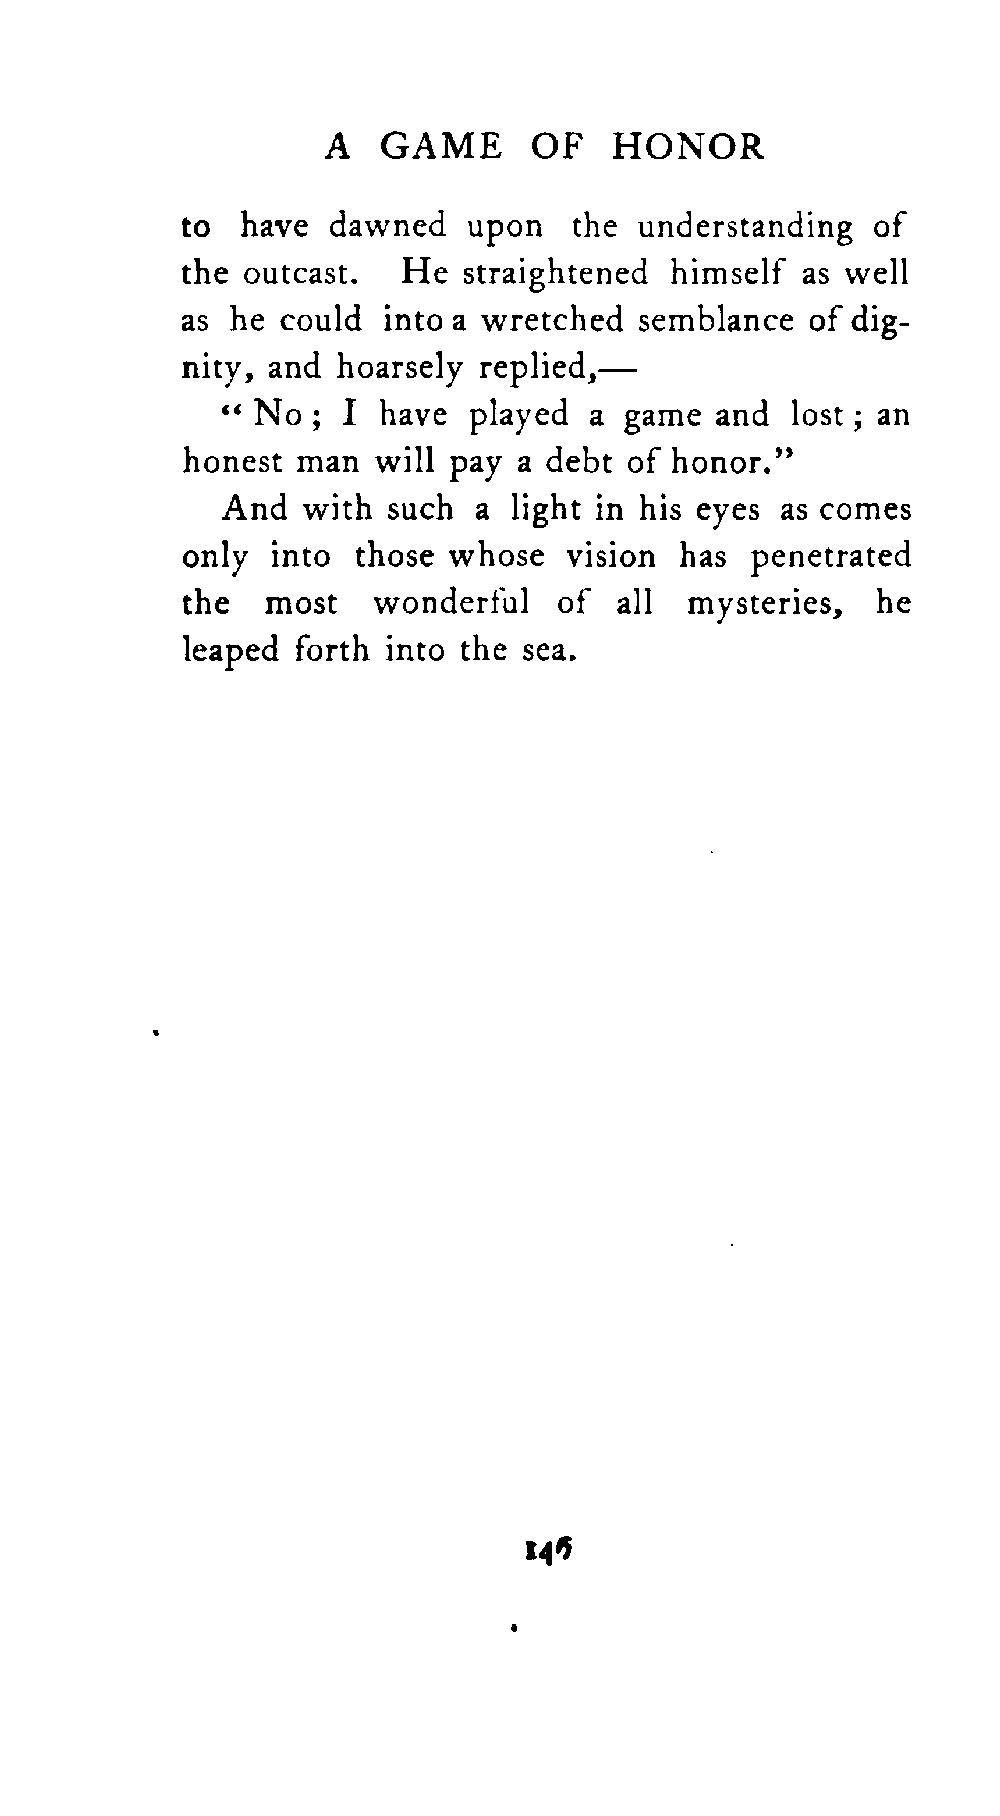 A GAME OF HONOR
to have dawned upon the understanding of
the outcast. He straightened himself as well
as he could into a wretched semblance of dig-
nity, and hoarsely replied,—
“ No ; I have played a game and lost ; an
honest man will pay a debt of honor.”
And with such a light in his eyes as comes
only into those whose vision has penetrated
the most wonderful of all mysteries, he
leaped forth into the sea.